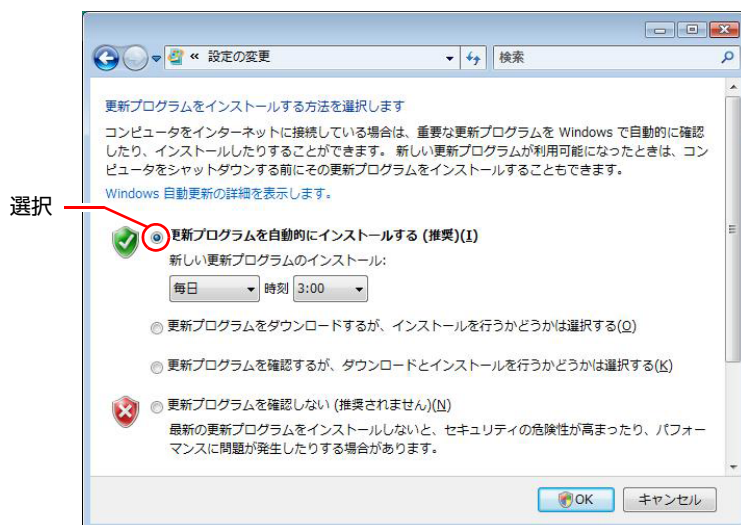 « 設定の変更
検索
更新プログラムをインストールする方法を選択します
コンピュータをインターネットに接続している場合は、重要な更新プログラムを Windows で自動的に確認
したり、インストールしたりすることができます。 新しい更新プログラムが利用可能になったときは、コン
ピュータをシャットダウンする前にその更新プログラムをインストールすることもできます。
Windows 自動更新の詳細を表示します。
選択
更新プログラムを自動的にインストールする (推奨)(I)
新しい更新プログラムのインストール:
毎日 時刻 3:00
更新プログラムをダウンロードするが、インストールを行うかどうかは選択する(O)
更新プログラムを確認するが、ダウンロードとインストールを行うかどうかは選択する(K)
更新プログラムを確認しない (推奨されません)(N)
最新の更新プログラムをインストールしないと、セキュリティの危険性が高まったり、パフォー
マンスに問題が発生したりする場合があります。
OK キャンセル